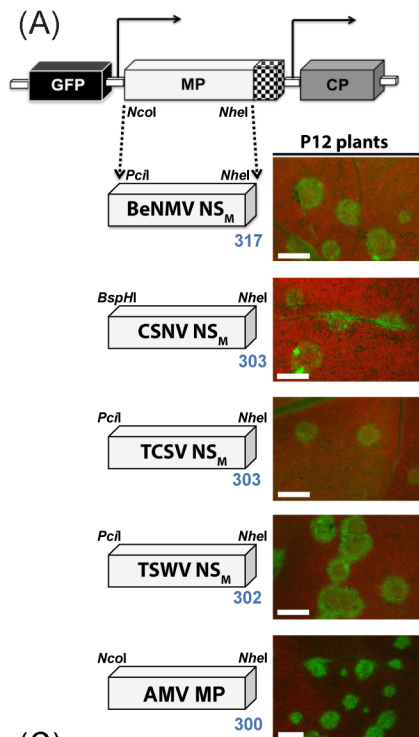 (A)
GFP MP CP
NcoI NheI
P12 plants
PciI NheI
BeNMV NSM
317
BspHI NheI
CSNV NSM
303
PciI NheI
TCSV NSM
303
PciI NheI
TSWV NSM
302
NcoI NheI
AMV MP
300